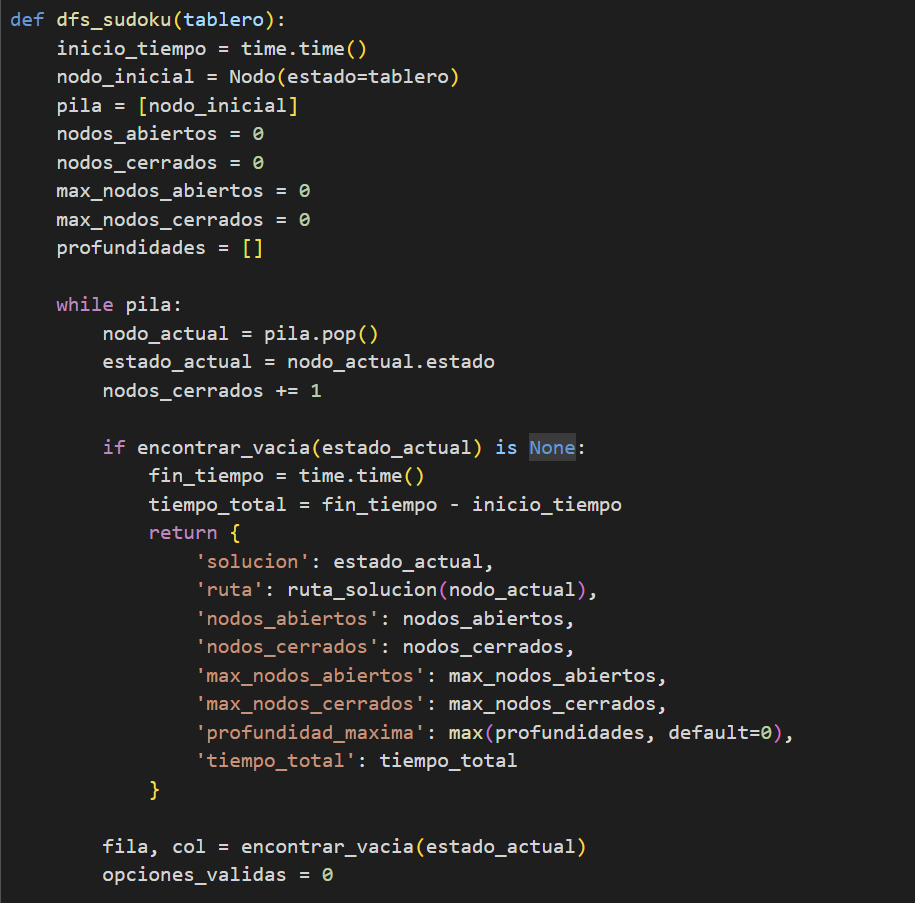 def dfs_sudoku(tablero):
    inicio_tiempo = time.time()
    nodo_inicial = Nodo(estado=tablero)
    pila = [nodo_inicial]
    nodos_abiertos = 0
    nodos_cerrados = 0
    max_nodos_abiertos = 0
    max_nodos_cerrados = 0
    profundidades = []

    while pila:
        nodo_actual = pila.pop()
        estado_actual = nodo_actual.estado
        nodos_cerrados += 1

        if encontrar_vacia(estado_actual) is None:
            fin_tiempo = time.time()
            tiempo_total = fin_tiempo - inicio_tiempo
            return {
                'solucion': estado_actual,
                'ruta': ruta_solucion(nodo_actual),
                'nodos_abiertos': nodos_abiertos,
                'nodos_cerrados': nodos_cerrados,
                'max_nodos_abiertos': max_nodos_abiertos,
                'max_nodos_cerrados': max_nodos_cerrados,
                'profundidad_maxima': max(profundidades, default=0),
                'tiempo_total': tiempo_total
            }

        fila, col = encontrar_vacia(estado_actual)
        opciones_validas = 0